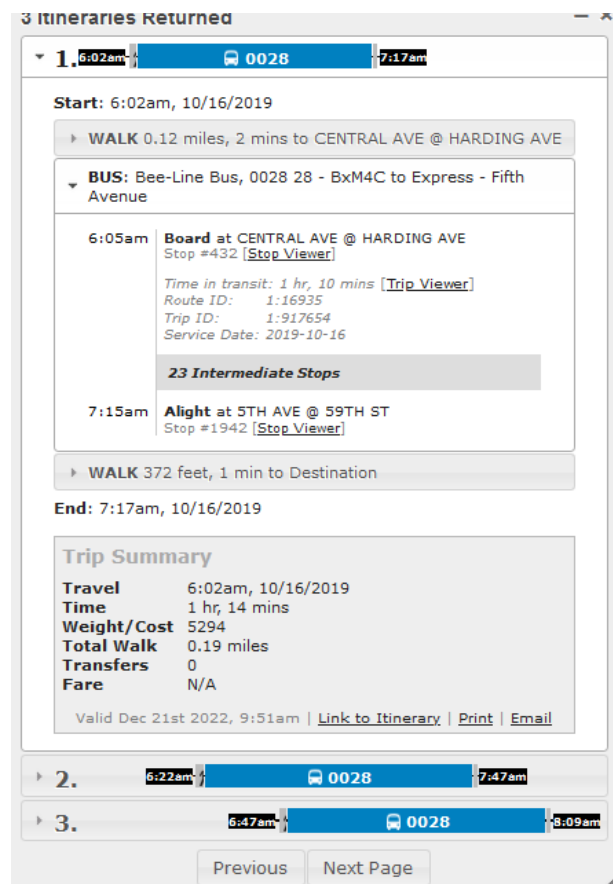 3 Itineraries Returned
1. 6:02am 0028 7:17am
Start: 6:02am, 10/16/2019
WALK 0.12 miles, 2 mins to CENTRAL AVE @ HARDING AVE
BUS: Bee-Line Bus, 0028 28 - BxM4C to Express - Fifth
Avenue
6:05am Board at CENTRAL AVE @ HARDING AVE
Stop #432 [Stop Viewer]
Time in transit: 1 hr, 10 mins [Trip Viewer]
Route ID: 1:16935
Trip ID: 1:917654
Service Date: 2019-10-16
23 Intermediate Stops
7:15am Alight at 5TH AVE @ 59TH ST
Stop #1942 [Stop Viewer]
WALK 372 feet, 1 min to Destination
End: 7:17am, 10/16/2019
Trip Summary
Travel 6:02am, 10/16/2019
Time 1 hr, 14 mins
Weight/Cost 5294
Total Walk 0.19 miles
Transfers 0
Fare N/A
Valid Dec 21st 2022, 9:51am | Link to Itinerary | Print | Email
2. 6:22am 0028 7:47am
3. 6:47am 0028 8:09am
Previous Next Page